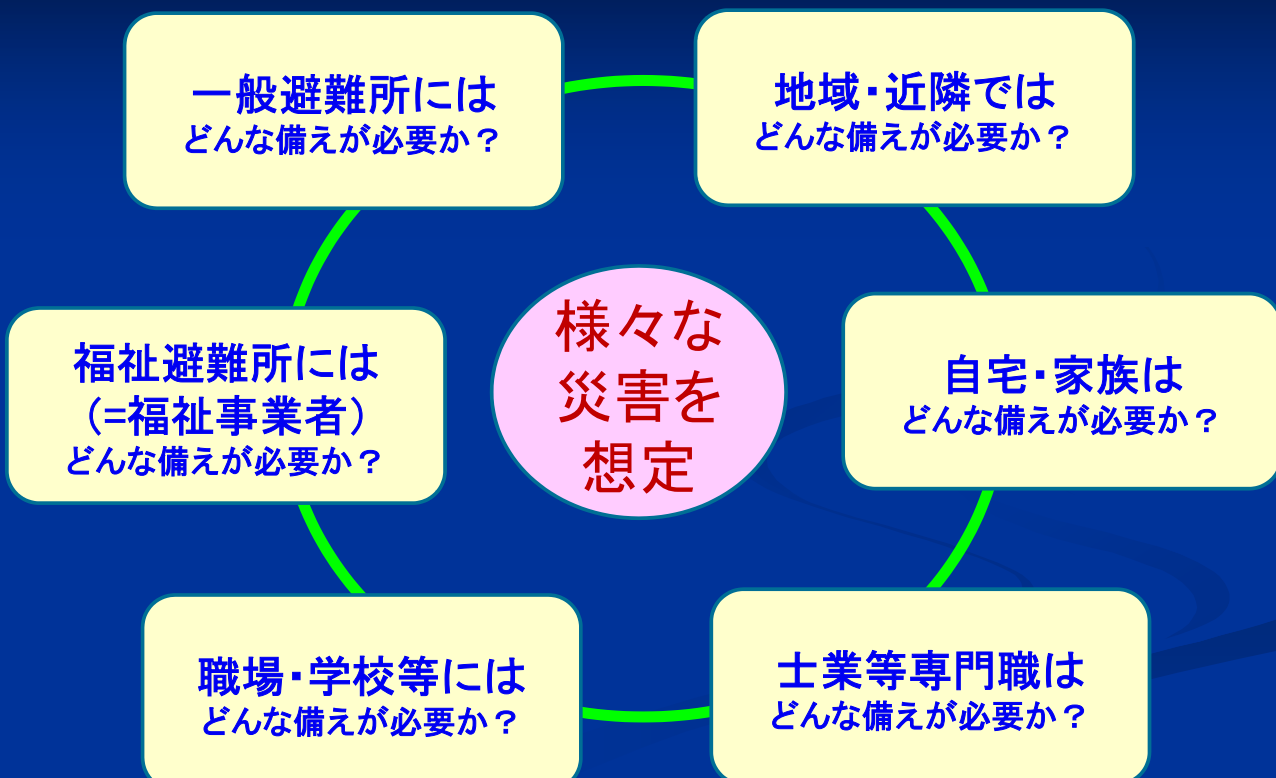 一般避難所には
どんな備えが必要か？
地域・近隣では
どんな備えが必要か？
福祉避難所には
（=福祉事業者）
どんな備えが必要か？
様々な
災害を
想定
自宅・家族は
どんな備えが必要か？
職場・学校等には
どんな備えが必要か？
士業等専門職は
どんな備えが必要か？